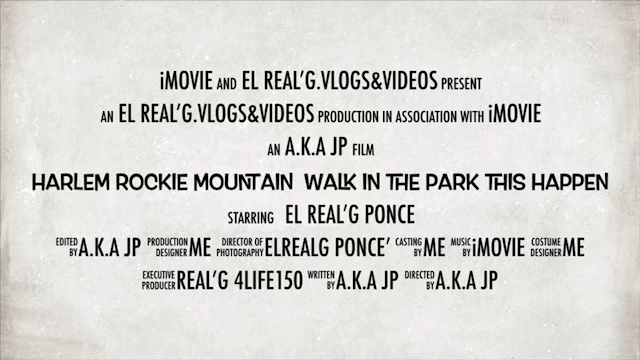 iMOVIE AND EL REAL'G.VLOGS&VIDEOS PRESENT
AN EL REAL'G.VLOGS&VIDEOS PRODUCTION IN ASSOCIATION WITH iMOVIE
AN A.K.A JP FILM
HARLEM ROCKIE MOUNTAIN WALK IN THE PARK THIS HAPPEN
STARRING EL REAL'G PONCE
EDITED BY A.K.A JP PRODUCTION DESIGNER ME DIRECTOR OF PHOTOGRAPHY ELREALG PONCE' CASTING BY ME MUSIC BY iMOVIE COSTUME DESIGNER ME
EXECUTIVE PRODUCER REAL'G 4LIFE150 WRITTEN BY A.K.A JP DIRECTED BY A.K.A JP